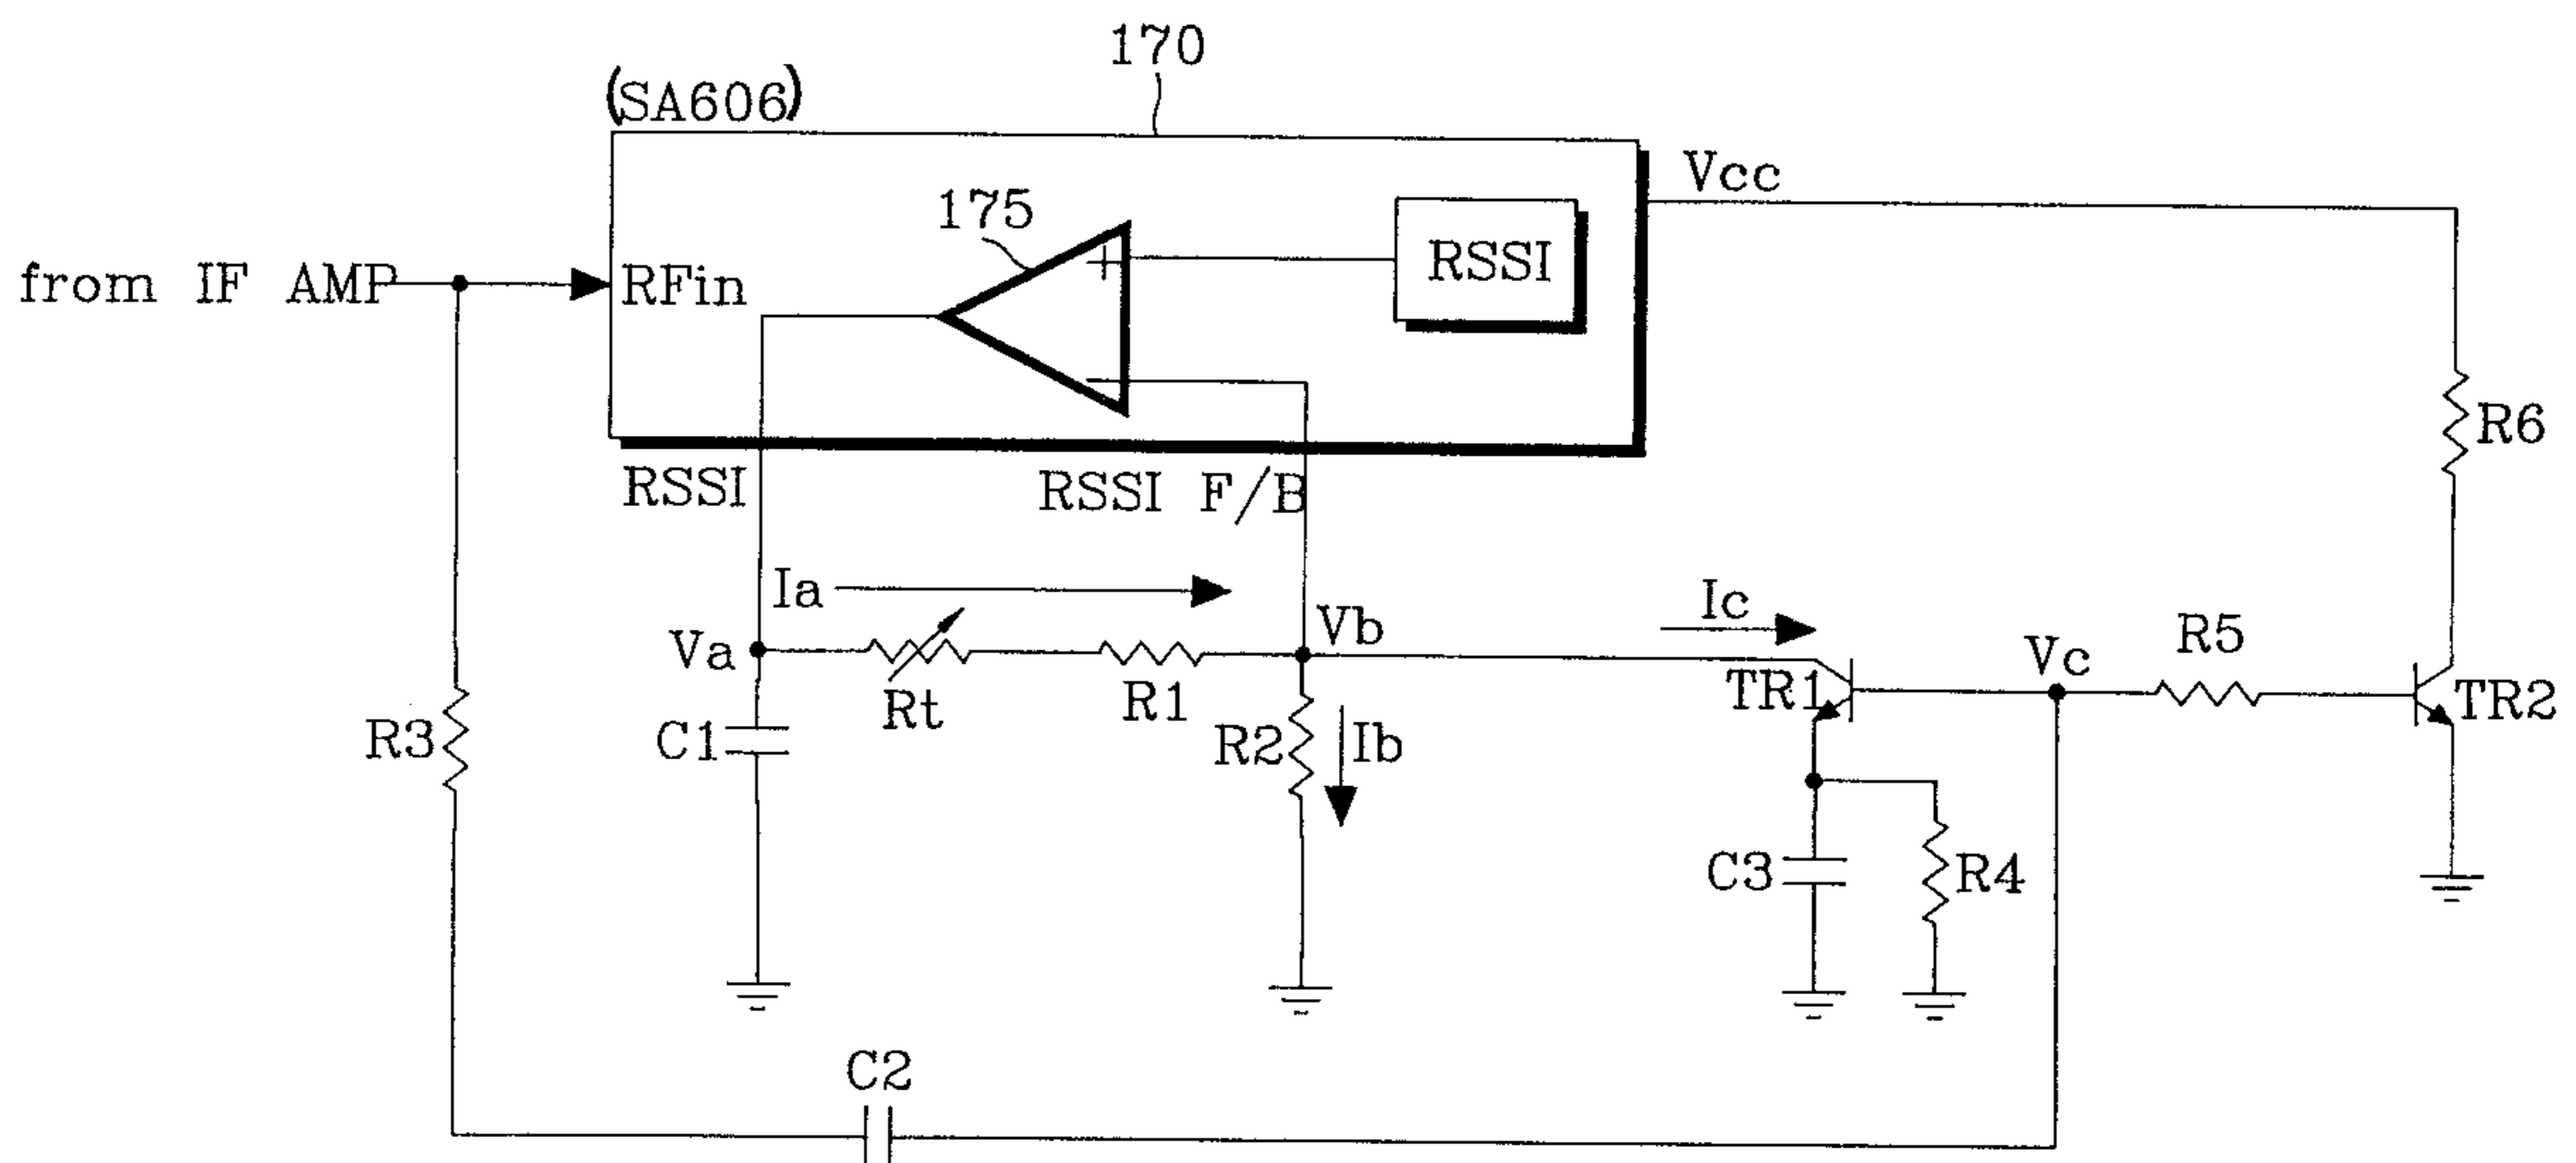 170
(SA606)
Vcc
175
+
RSSI
from IF AMP
RFin
−
R6
RSSI
RSSI F/B
Ia
Ic
Va
Vb
Vc
R5
Rt
R1
TR1
TR2
R3
C1
R2
Ib
C3
R4
C2